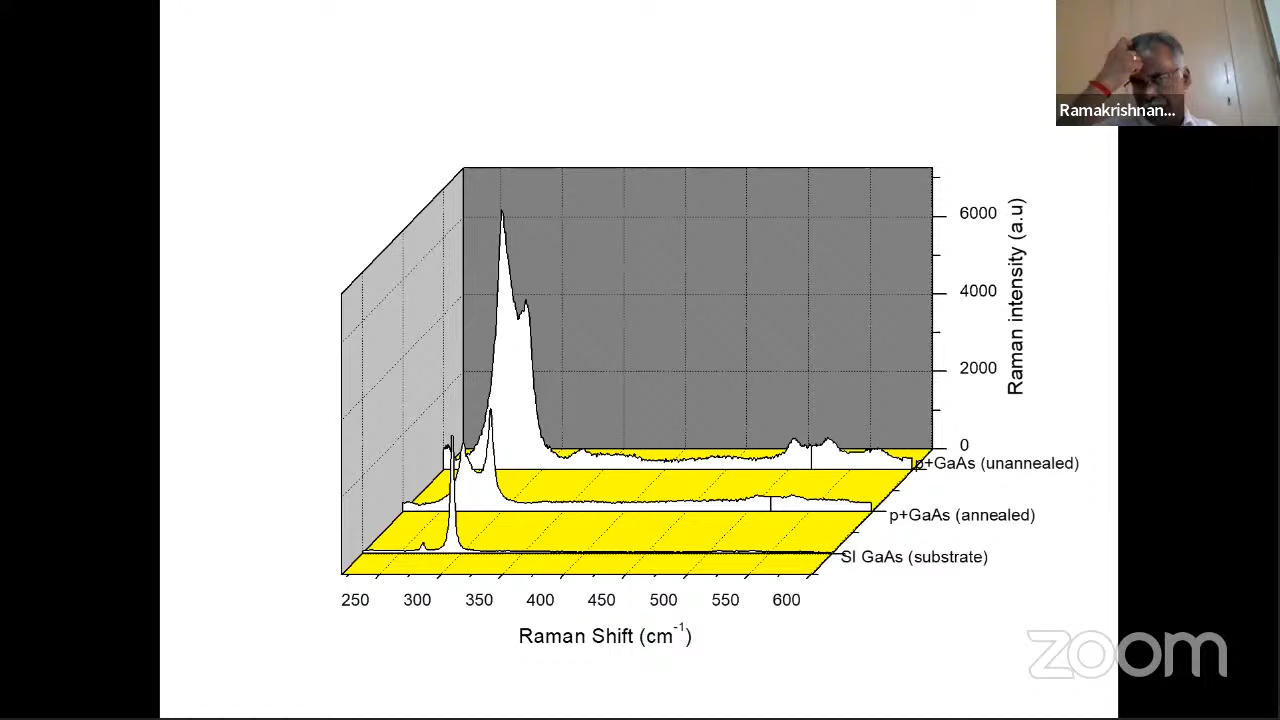 Ramakrishnan...
6000
4000
2000
0
Raman intensity (a.u)
p+GaAs (unannealed)
p+GaAs (annealed)
SI GaAs (substrate)
250 300 350 400 450 500 550 600
Raman Shift (cm⁻¹)
zoom